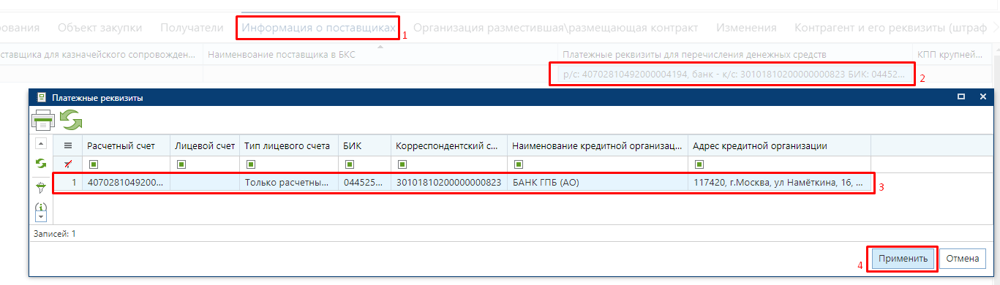 ования Объект закупки Получатели Информация о поставщиках 1 Организация разместившая\размещающая контракт Изменения Контрагент и его реквизиты (штраф
ставщика для казначейского сопровожден... Наименвоание поставщика в БКС Платежные реквизиты для перечисления денежных средств КПП крупней...
р/с: 40702810492000004194, банк - к/с: 30101810200000000823 БИК: 04452... 2
Платежные реквизиты
Расчетный счет Лицевой счет Тип лицевого счета БИК Корреспондентский с... Наименование кредитной организац... Адрес кредитной организации
1 4070281049200... Только расчетны... 044525... 30101810200000000823 БАНК ГПБ (АО) 117420, г.Москва, ул Намёткина, 16, ... 3
Записей: 1
4 Применить Отмена